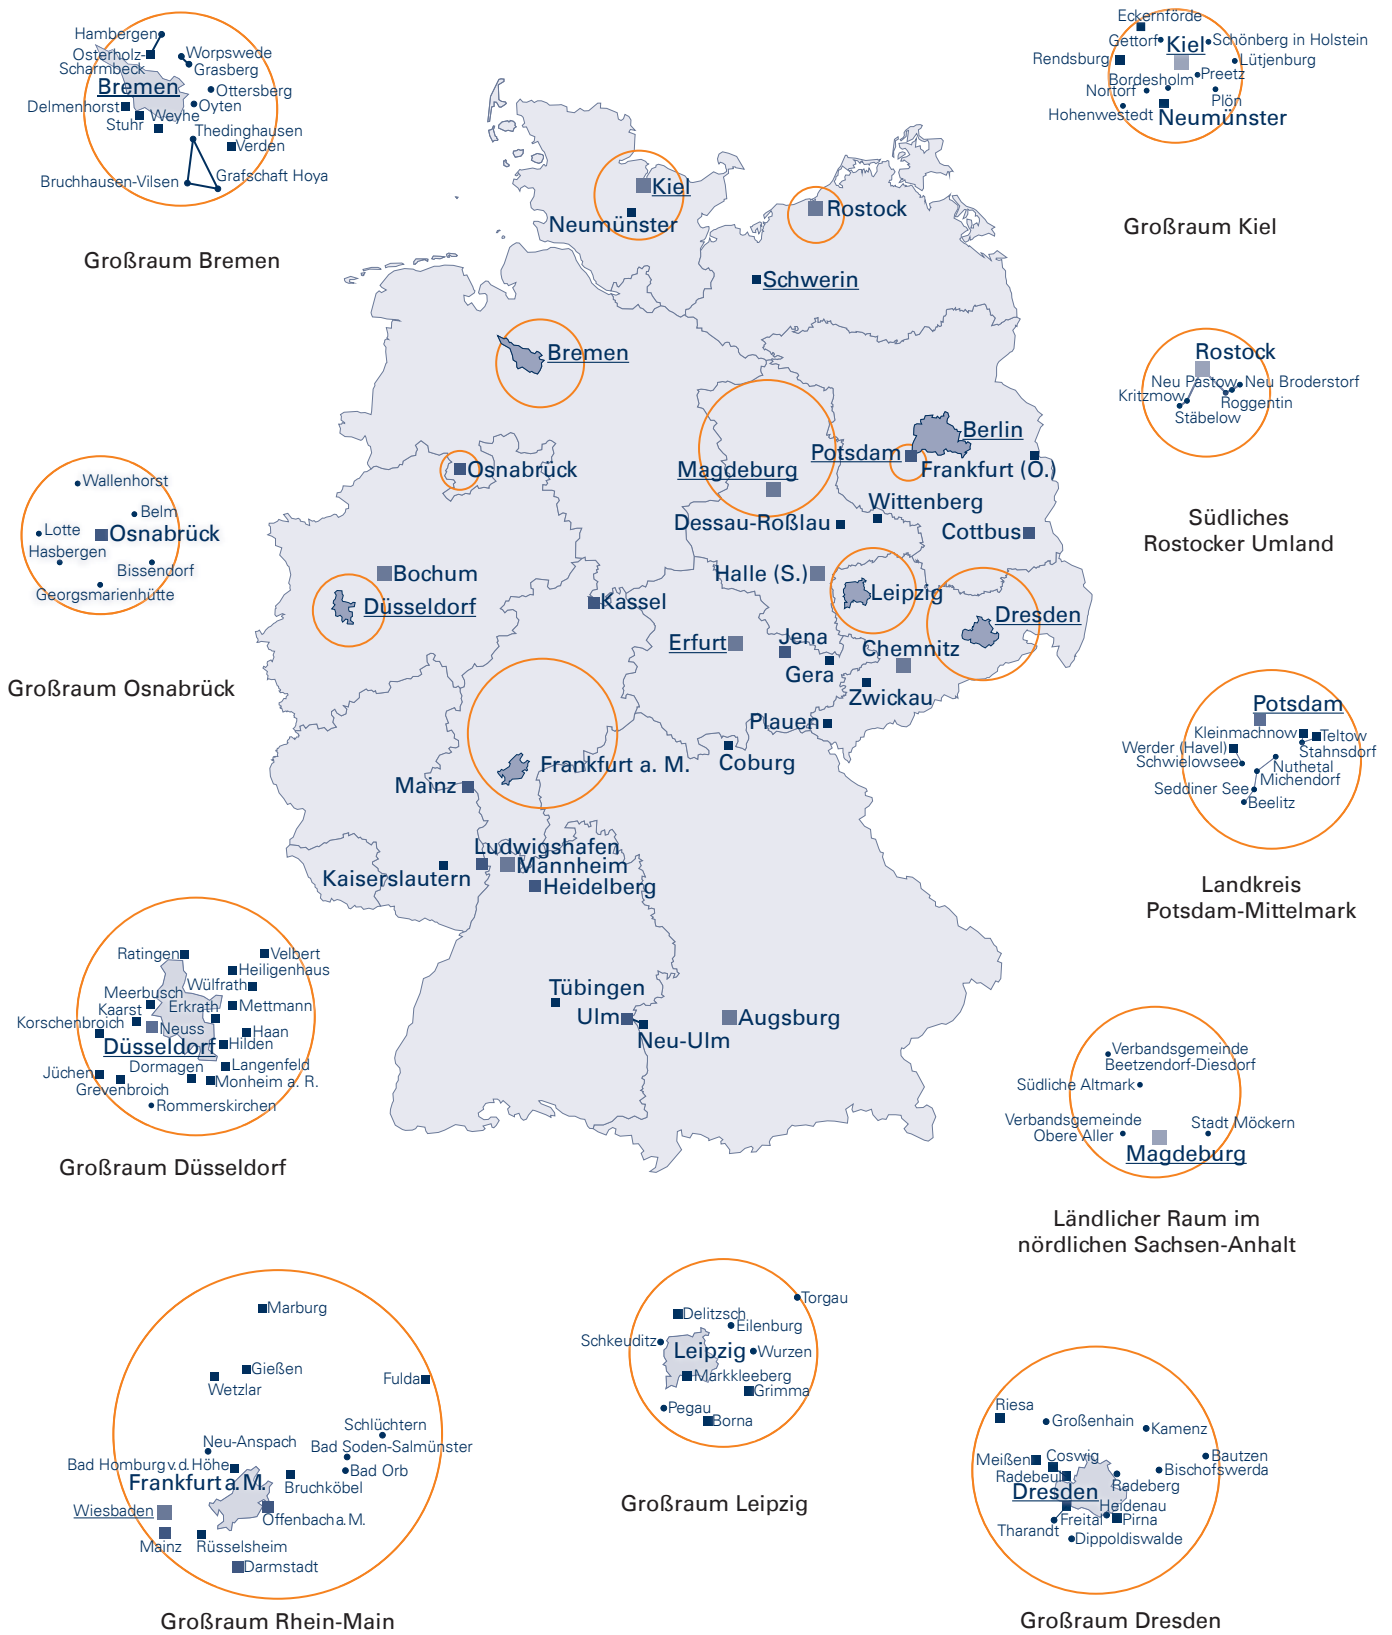 Hambergen
Osterholz-
Scharmbeck
Worpswede
Grasberg
Bremen
Ottersberg
Delmenhorst
Oyten
Stuhr
Weyhe
Thedinghausen
Verden
Bruchhausen-Vilsen
Grafschaft Hoya
Großraum Bremen
Eckernförde
Gettorf
Kiel
Schönberg in Holstein
Rendsburg
Lütjenburg
Bordesholm
Preetz
Nortorf
Plön
Hohenwestedt
Neumünster
Großraum Kiel
Kiel
Neumünster
Rostock
Schwerin
Bremen
Berlin
Potsdam
Frankfurt (O.)
Osnabrück
Magdeburg
Wittenberg
Dessau-Roßlau
Cottbus
Bochum
Halle (S.)
Leipzig
Düsseldorf
Kassel
Dresden
Erfurt
Jena
Chemnitz
Gera
Zwickau
Plauen
Coburg
Frankfurt a. M.
Mainz
Ludwigshafen
Mannheim
Kaiserslautern
Heidelberg
Tübingen
Ulm
Neu-Ulm
Augsburg
Rostock
Neu Pastow
Neu Broderstorf
Kritzmow
Roggentin
Stäbelow
Südliches
Rostocker Umland
Wallenhorst
Belm
Lotte
Osnabrück
Hasbergen
Bissendorf
Georgsmarienhütte
Großraum Osnabrück
Potsdam
Kleinmachnow
Teltow
Werder (Havel)
Stahnsdorf
Schwielowsee
Nuthetal
Michendorf
Seddiner See
Beelitz
Landkreis
Potsdam-Mittelmark
Ratingen
Velbert
Heiligenhaus
Wülfrath
Meerbusch
Kaarst
Erkrath
Mettmann
Korschenbroich
Neuss
Haan
Düsseldorf
Hilden
Dormagen
Langenfeld
Jüchen
Monheim a. R.
Grevenbroich
Rommerskirchen
Großraum Düsseldorf
Verbandsgemeinde
Beetzendorf-Diesdorf
Südliche Altmark
Verbandsgemeinde
Obere Aller
Stadt Möckern
Magdeburg
Ländlicher Raum im
nördlichen Sachsen-Anhalt
Marburg
Gießen
Wetzlar
Fulda
Schlüchtern
Neu-Anspach
Bad Soden-Salmünster
Bad Homburg v. d. Höhe
Bad Orb
Frankfurt a. M.
Bruchköbel
Wiesbaden
Offenbach a. M.
Mainz
Rüsselsheim
Darmstadt
Großraum Rhein-Main
Torgau
Delitzsch
Eilenburg
Schkeuditz
Leipzig
Wurzen
Markkleeberg
Grimma
Pegau
Borna
Großraum Leipzig
Riesa
Großenhain
Kamenz
Meißen
Coswig
Bautzen
Radebeul
Bischofswerda
Dresden
Radeberg
Heidenau
Tharandt
Freital
Pirna
Dippoldiswalde
Großraum Dresden